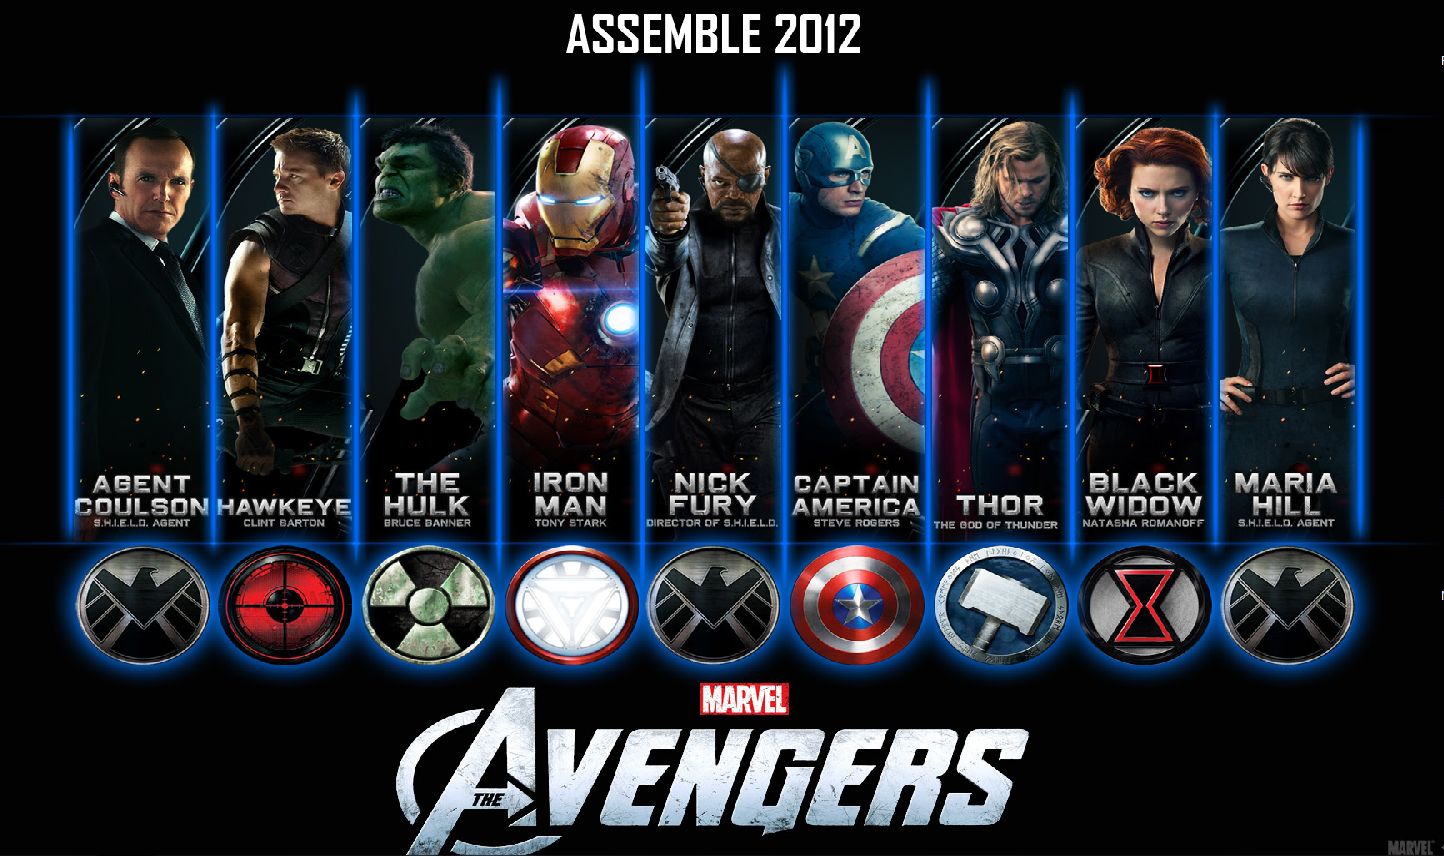 ASSEMBLE 2012
AGENT
COULSON
S.H.I.E.L.D. AGENT
HAWKEYE
CLINT BARTON
THE
HULK
BRUCE BANNER
IRON
MAN
TONY STARK
NICK
FURY
DIRECTOR OF S.H.I.E.L.D.
CAPTAIN
AMERICA
STEVE ROGERS
THOR
THE GOD OF THUNDER
BLACK
WIDOW
NATASHA ROMANOFF
MARIA
HILL
S.H.I.E.L.D. AGENT
MARVEL
THE AVENGERS
MARVEL